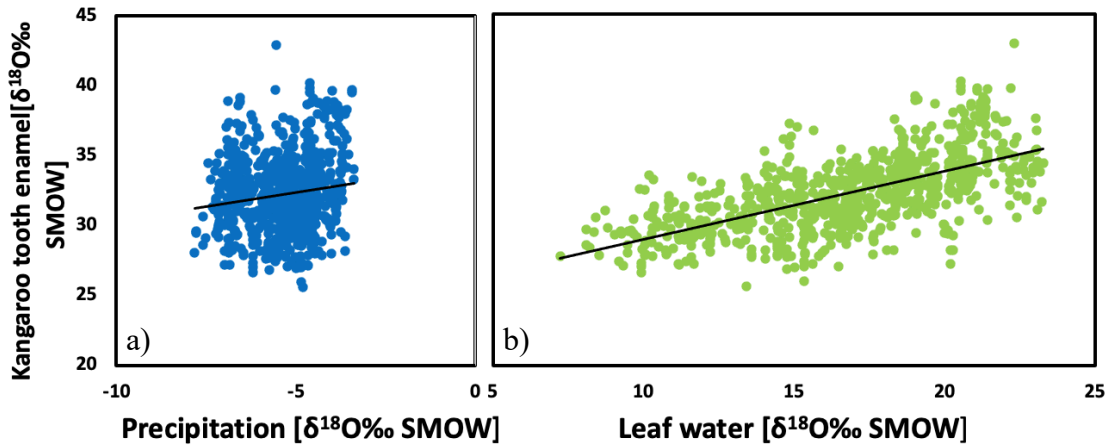 Kangaroo tooth enamel[δ¹⁸O‰
SMOW]
45
40
35
30
25
20
a)
b)
-10
-5
0
5
10
15
20
25
Precipitation [δ¹⁸O‰ SMOW]
Leaf water [δ¹⁸O‰ SMOW]